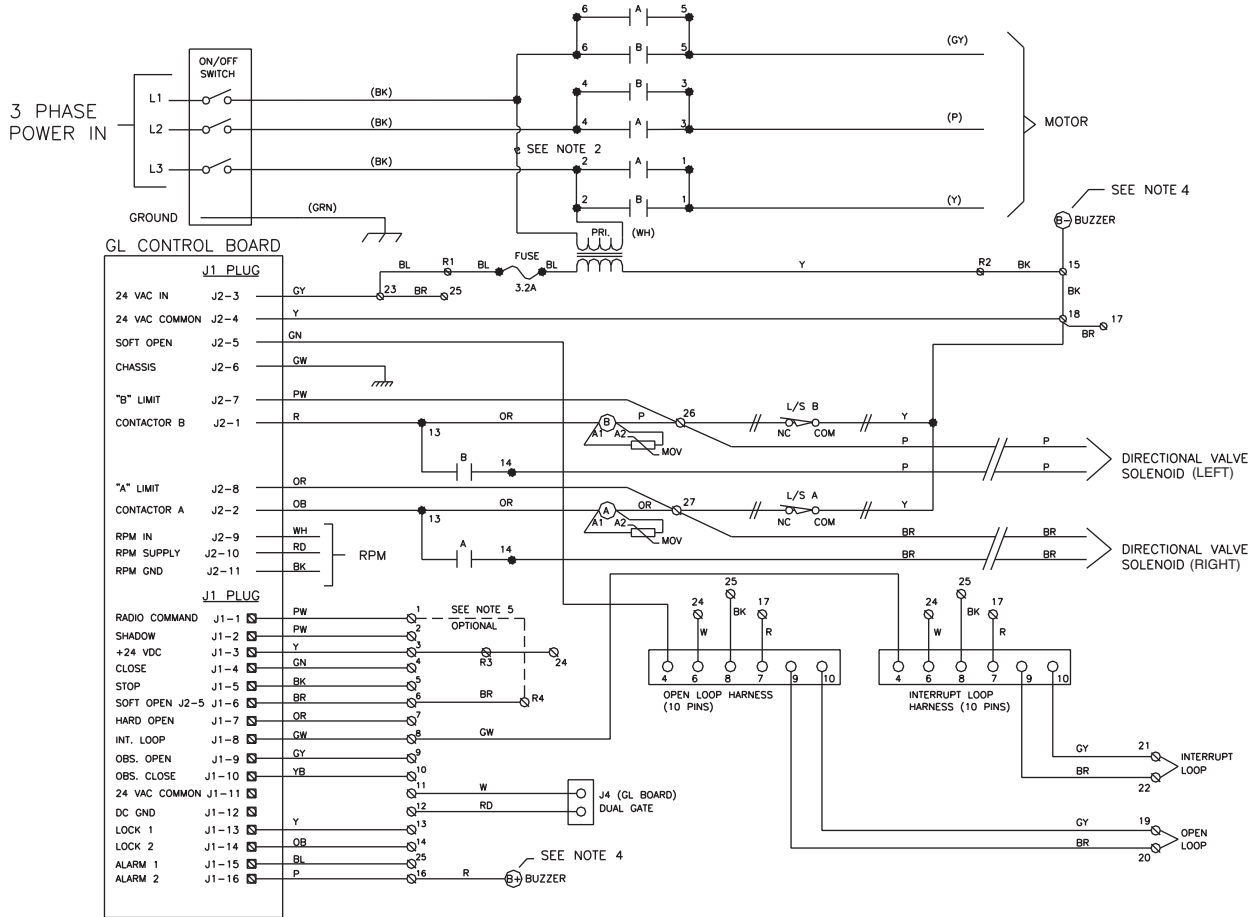 6 A 5
6 B 5 (GY)
ON/OFF
SWITCH
3 PHASE
POWER IN
L1 (BK) 4 B 3
L2 (BK) 4 A 3 (P) MOTOR
SEE NOTE 2
L3 (BK) 2 A 1
2 B 1 (Y)
SEE NOTE 4
GROUND (GRN)
B- BUZZER
PRI. (WH)
GL CONTROL BOARD
J1 PLUG
BL R1 BL FUSE BL Y R2 BK 15
3.2A
24 VAC IN J2-3 GY 23 BR 25
BK
24 VAC COMMON J2-4 Y 18 17
BR
SOFT OPEN J2-5 GN
CHASSIS J2-6 GW
"B" LIMIT J2-7 PW
CONTACTOR B J2-1 R 13 OR B P 26 L/S B Y
A1 A2 NC COM
MOV
P P
B 14 P P
DIRECTIONAL VALVE
SOLENOID (LEFT)
"A" LIMIT J2-8 OR
CONTACTOR A J2-2 OB 13 OR A OR 27 L/S A Y
A1 A2 NC COM
MOV
BR BR
A 14 BR BR
DIRECTIONAL VALVE
SOLENOID (RIGHT)
RPM IN J2-9 WH
RPM SUPPLY J2-10 RD RPM
RPM GND J2-11 BK
J1 PLUG
RADIO COMMAND J1-1 PW 1 SEE NOTE 5
OPTIONAL
SHADOW J1-2 PW 2
+24 VDC J1-3 Y 3 R3 24
CLOSE J1-4 GN 4
STOP J1-5 BK 5
SOFT OPEN J2-5 J1-6 BR 6 BR R4
HARD OPEN J1-7 OR 7
INT. LOOP J1-8 GW 8 GW
OBS. OPEN J1-9 GY 9
OBS. CLOSE J1-10 YB 10
24 VAC COMMON J1-11 11 W
DC GND J1-12 12 RD
J4 (GL BOARD)
DUAL GATE
LOCK 1 J1-13 Y 13
LOCK 2 J1-14 OB 14
ALARM 1 J1-15 BL 25
ALARM 2 J1-16 P 16 R B+ BUZZER
SEE NOTE 4
24 25 17
W BK R
4 6 8 7 9 10
OPEN LOOP HARNESS
(10 PINS)
24 25 17
W BK R
4 6 8 7 9 10
INTERRUPT LOOP
HARNESS (10 PINS)
GY 21
BR 22
INTERRUPT
LOOP
GY 19
BR 20
OPEN
LOOP